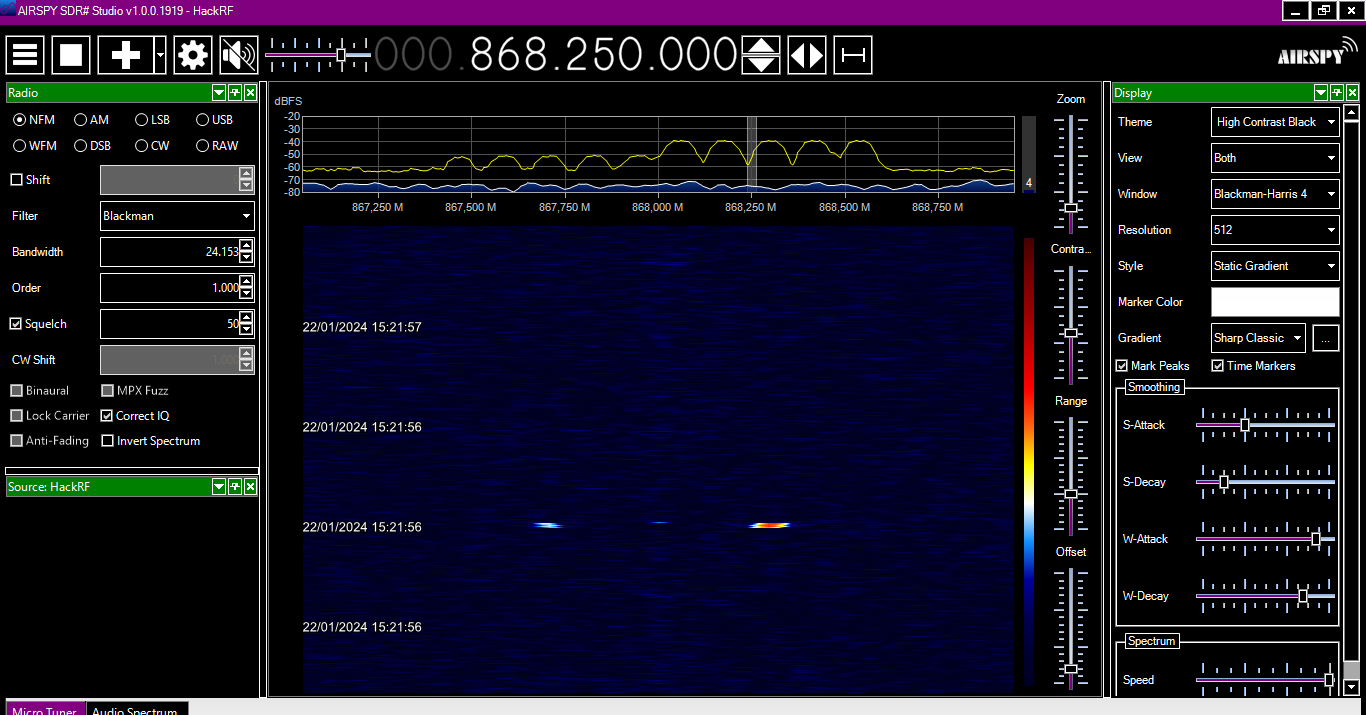 AIRSPY SDR# Studio v1.0.0.1919 - HackRF
000.868.250.000
AIRSPY
Radio
NFM AM LSB USB
WFM DSB CW RAW
Shift
Filter Blackman
Bandwidth 24.153
Order 1.000
Squelch 50
CW Shift
Binaural MPX Fuzz
Lock Carrier Correct IQ
Anti-Fading Invert Spectrum
Source: HackRF
Micro Tuner Audio Spectrum
dBFS
-20
-30
-40
-50
-60
-70
-80
4
867,250 M 867,500 M 867,750 M 868,000 M 868,250 M 868,500 M 868,750 M
22/01/2024 15:21:57
22/01/2024 15:21:56
22/01/2024 15:21:56
22/01/2024 15:21:56
Zoom
Contra...
Range
Offset
Display
Theme High Contrast Black
View Both
Window Blackman-Harris 4
Resolution 512
Style Static Gradient
Marker Color
Gradient Sharp Classic ...
Mark Peaks Time Markers
Smoothing
S-Attack
S-Decay
W-Attack
W-Decay
Spectrum
Speed